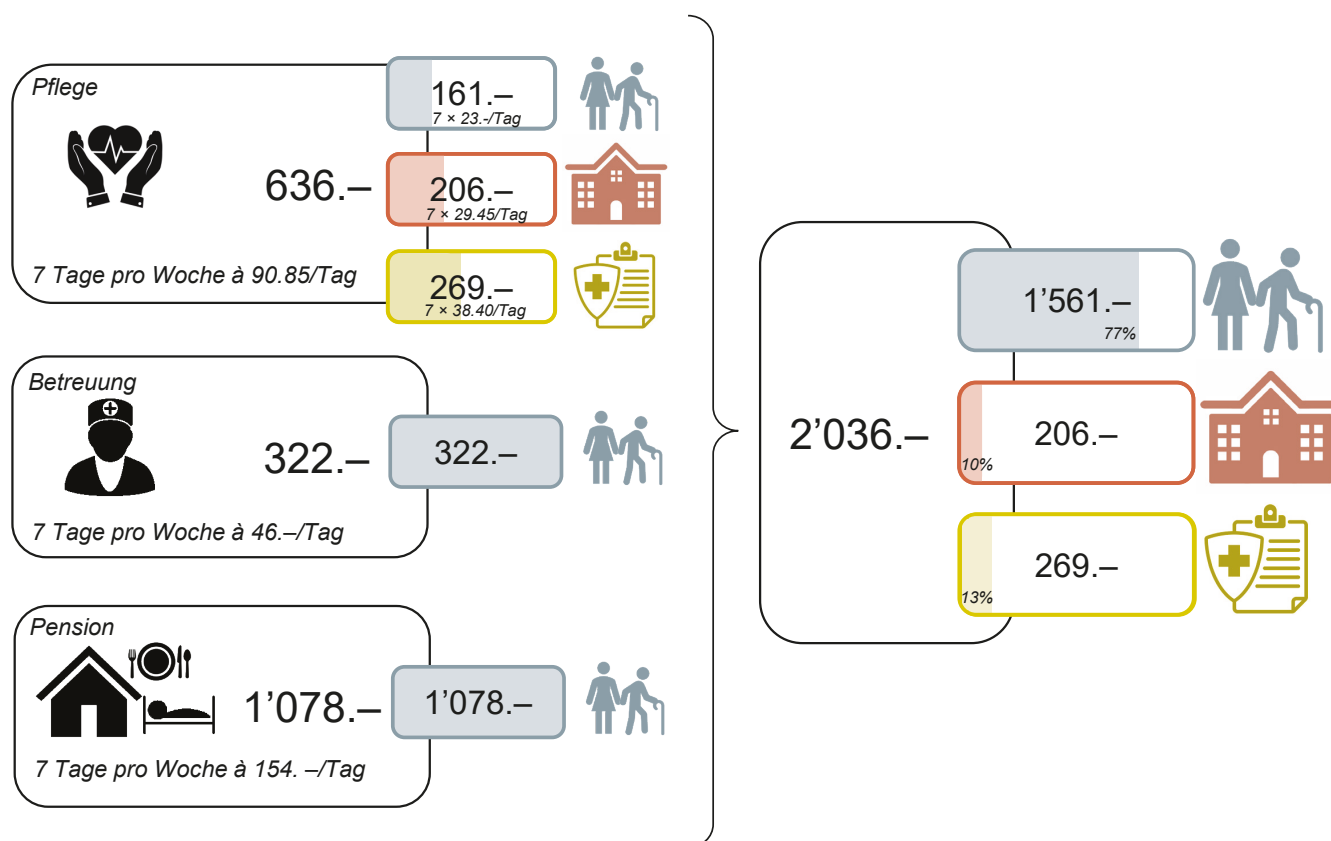 Pflege
161.–
7 × 23.-/Tag
636.–
206.–
7 × 29.45/Tag
7 Tage pro Woche à 90.85/Tag
269.–
7 × 38.40/Tag
Betreuung
322.–
322.–
7 Tage pro Woche à 46.–/Tag
Pension
1’078.–
1’078.–
7 Tage pro Woche à 154. –/Tag
2’036.–
1’561.–
77%
206.–
10%
269.–
13%